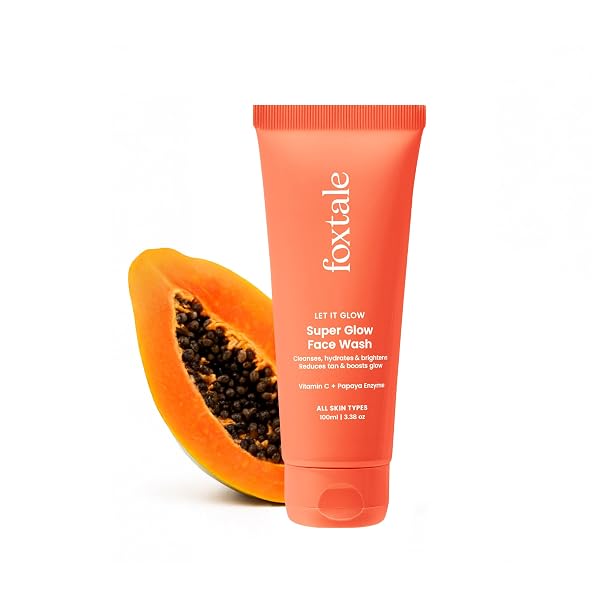 foxtale
LET IT GLOW
Super Glow
Face Wash
Cleanses, hydrates & brightens
Reduces tan & boosts glow
Vitamin C + Papaya Enzyme
ALL SKIN TYPES
100ml | 3.38 oz